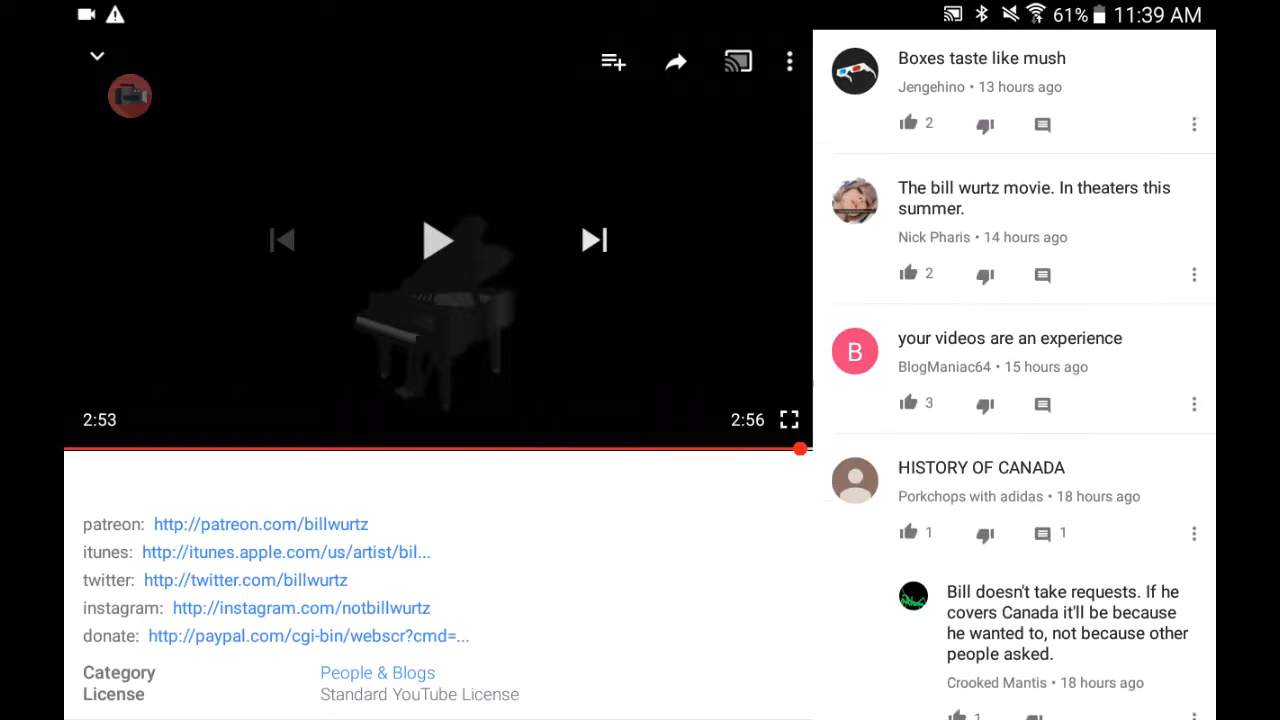 61% 11:39 AM
2:53
2:56
patreon: http://patreon.com/billwurtz
itunes: http://itunes.apple.com/us/artist/bil...
twitter: http://twitter.com/billwurtz
instagram: http://instagram.com/notbillwurtz
donate: http://paypal.com/cgi-bin/webscr?cmd=...
Category People & Blogs
License Standard YouTube License
Boxes taste like mush
Jengehino • 13 hours ago
2
The bill wurtz movie. In theaters this
summer.
Nick Pharis • 14 hours ago
2
B
your videos are an experience
BlogManiac64 • 15 hours ago
3
HISTORY OF CANADA
Porkchops with adidas • 18 hours ago
1 1
Bill doesn't take requests. If he
covers Canada it'll be because
he wanted to, not because other
people asked.
Crooked Mantis • 18 hours ago
1